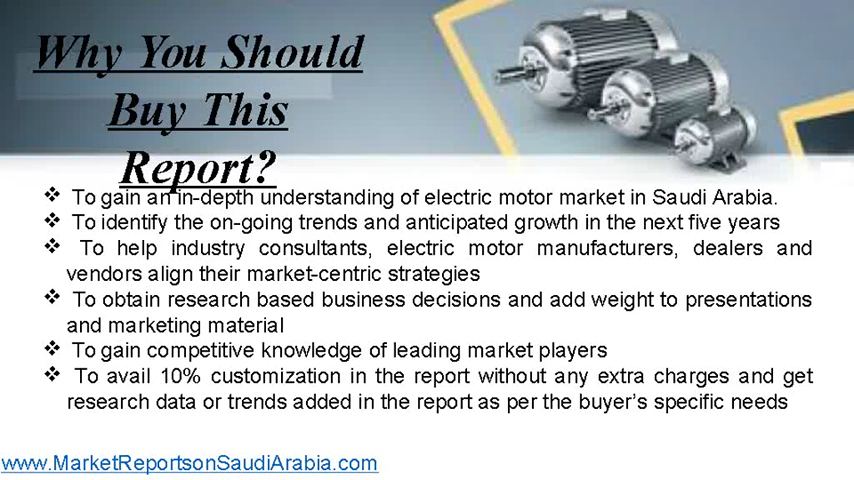 Why You Should
Buy This
Report?
❖ To gain an in-depth understanding of electric motor market in Saudi Arabia.
❖ To identify the on-going trends and anticipated growth in the next five years
❖ To help industry consultants, electric motor manufacturers, dealers and
vendors align their market-centric strategies
❖ To obtain research based business decisions and add weight to presentations
and marketing material
❖ To gain competitive knowledge of leading market players
❖ To avail 10% customization in the report without any extra charges and get
research data or trends added in the report as per the buyer’s specific needs
www.MarketReportsonSaudiArabia.com